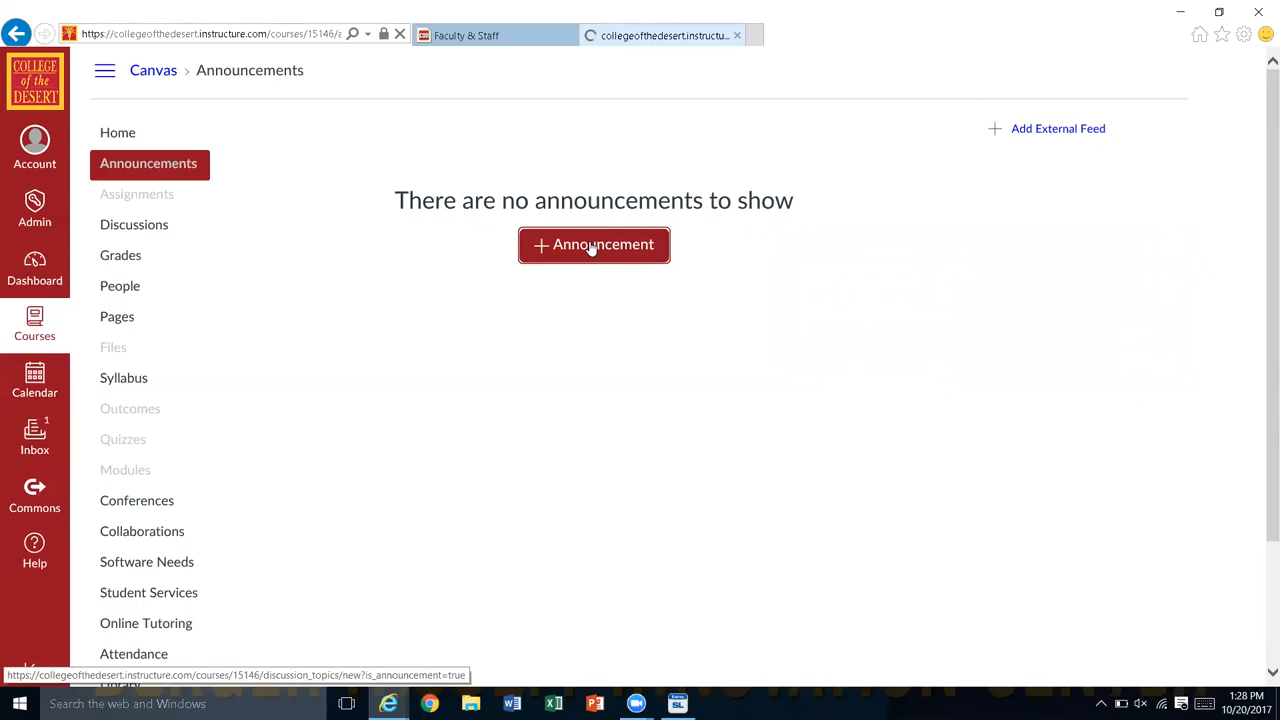 https://collegeofthedesert.instructure.com/courses/15146/a
COD Faculty & Staff
collegeofthedesert.instructu...
COLLEGE
of the
DESERT
Canvas > Announcements
Account
Admin
Dashboard
Courses
Calendar
1
Inbox
Commons
Help
Home
Announcements
Assignments
Discussions
Grades
People
Pages
Files
Syllabus
Outcomes
Quizzes
Modules
Conferences
Collaborations
Software Needs
Student Services
Online Tutoring
Attendance
Library
Add External Feed
There are no announcements to show
Announcement
https://collegeofthedesert.instructure.com/courses/15146/discussion_topics/new?is_announcement=true
Search the web and Windows
SL
1:28 PM
10/20/2017